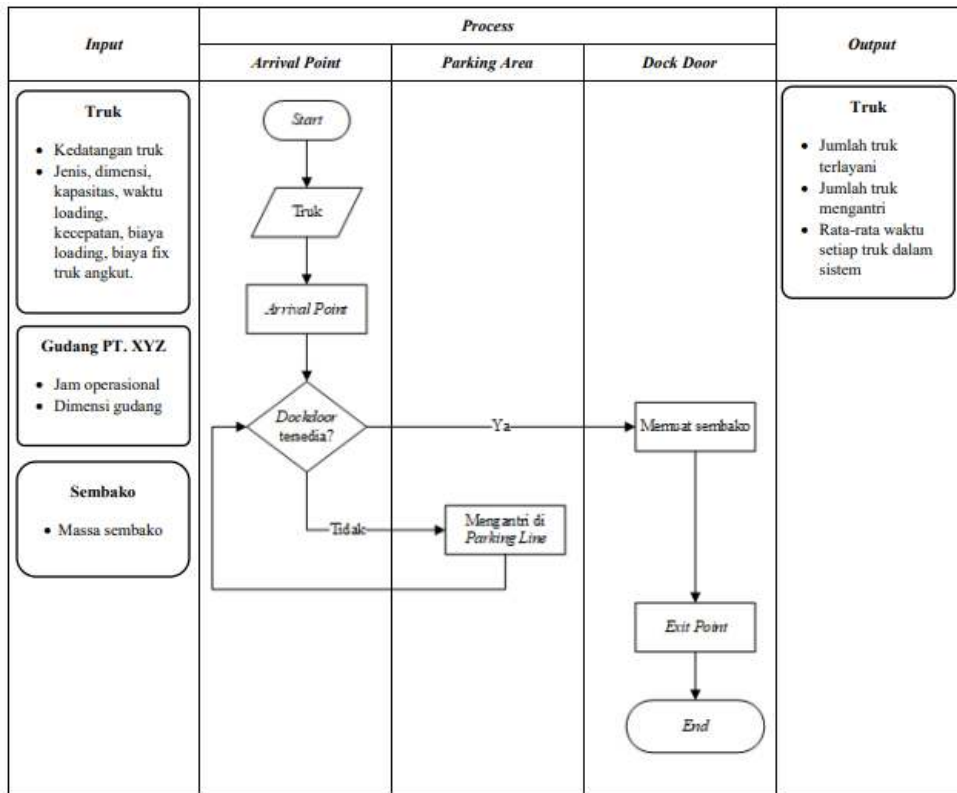 Input
Process
Output
Arrival Point
Parking Area
Dock Door
Truk
• Kedatangan truk
• Jenis, dimensi,
kapasitas, waktu
loading,
kecepatan, biaya
loading, biaya fix
truk angkut.
Gudang PT. XYZ
• Jam operasional
• Dimensi gudang
Sembako
• Massa sembako
Start
Truk
Arrival Point
Dockdoor
tersedia?
Ya
Tidak
Mengantri di
Parking Line
Memuat sembako
Exit Point
End
Truk
• Jumlah truk
terlayani
• Jumlah truk
mengantri
• Rata-rata waktu
setiap truk dalam
sistem